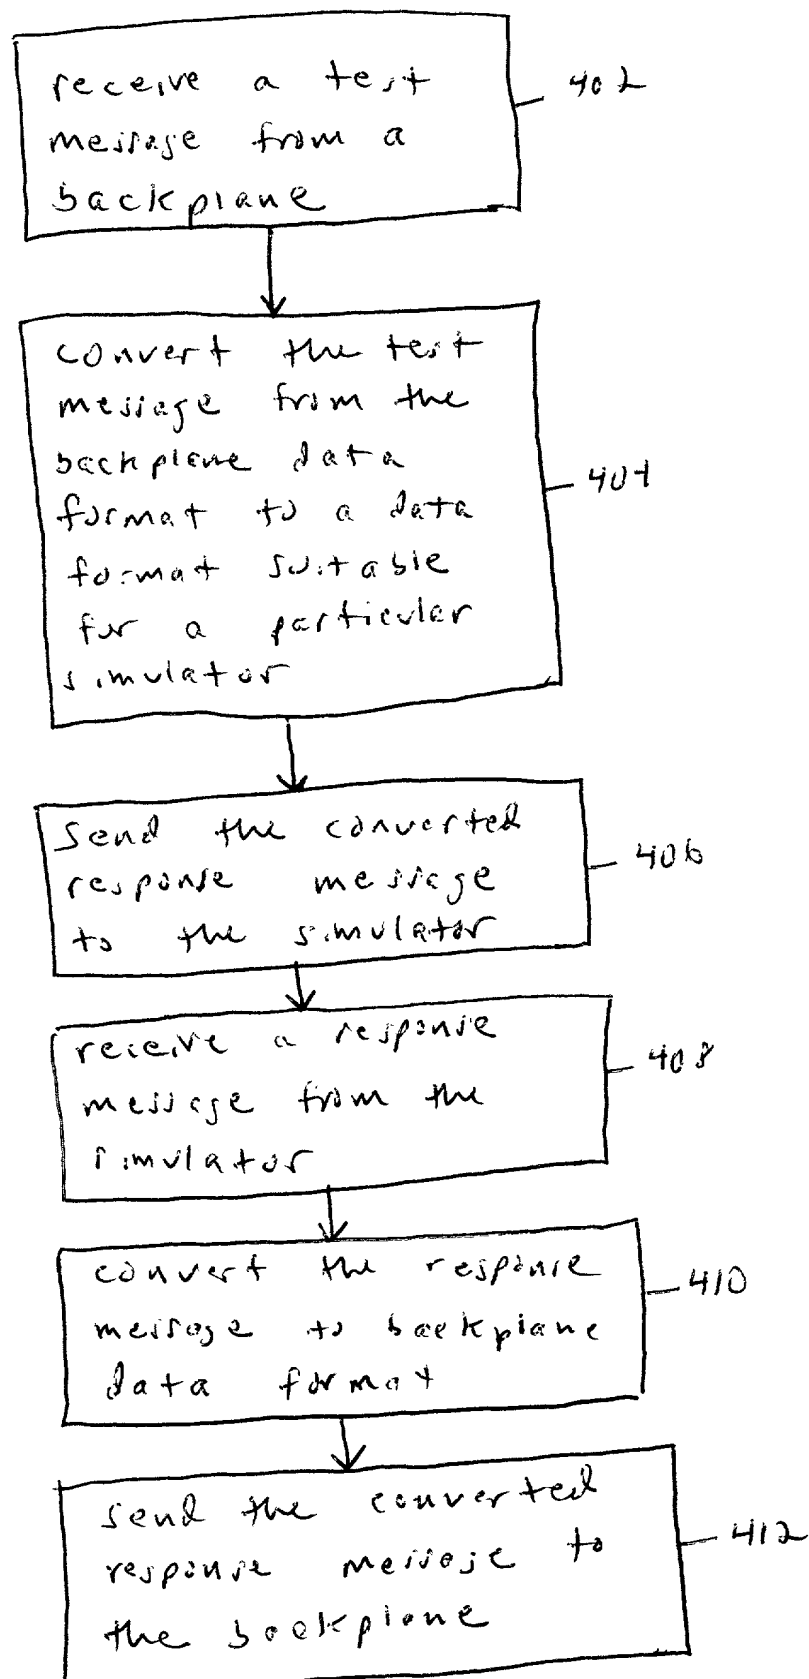 receive a test
message from a
backplane
402
convert the test
message from the
backplane data
format to a data
format suitable
for a particular
simulator
404
send the converted
response message
to the simulator
406
receive a response
message from the
simulator
408
convert the response
message to backplane
data format
410
send the converted
response message to
the backplane
412